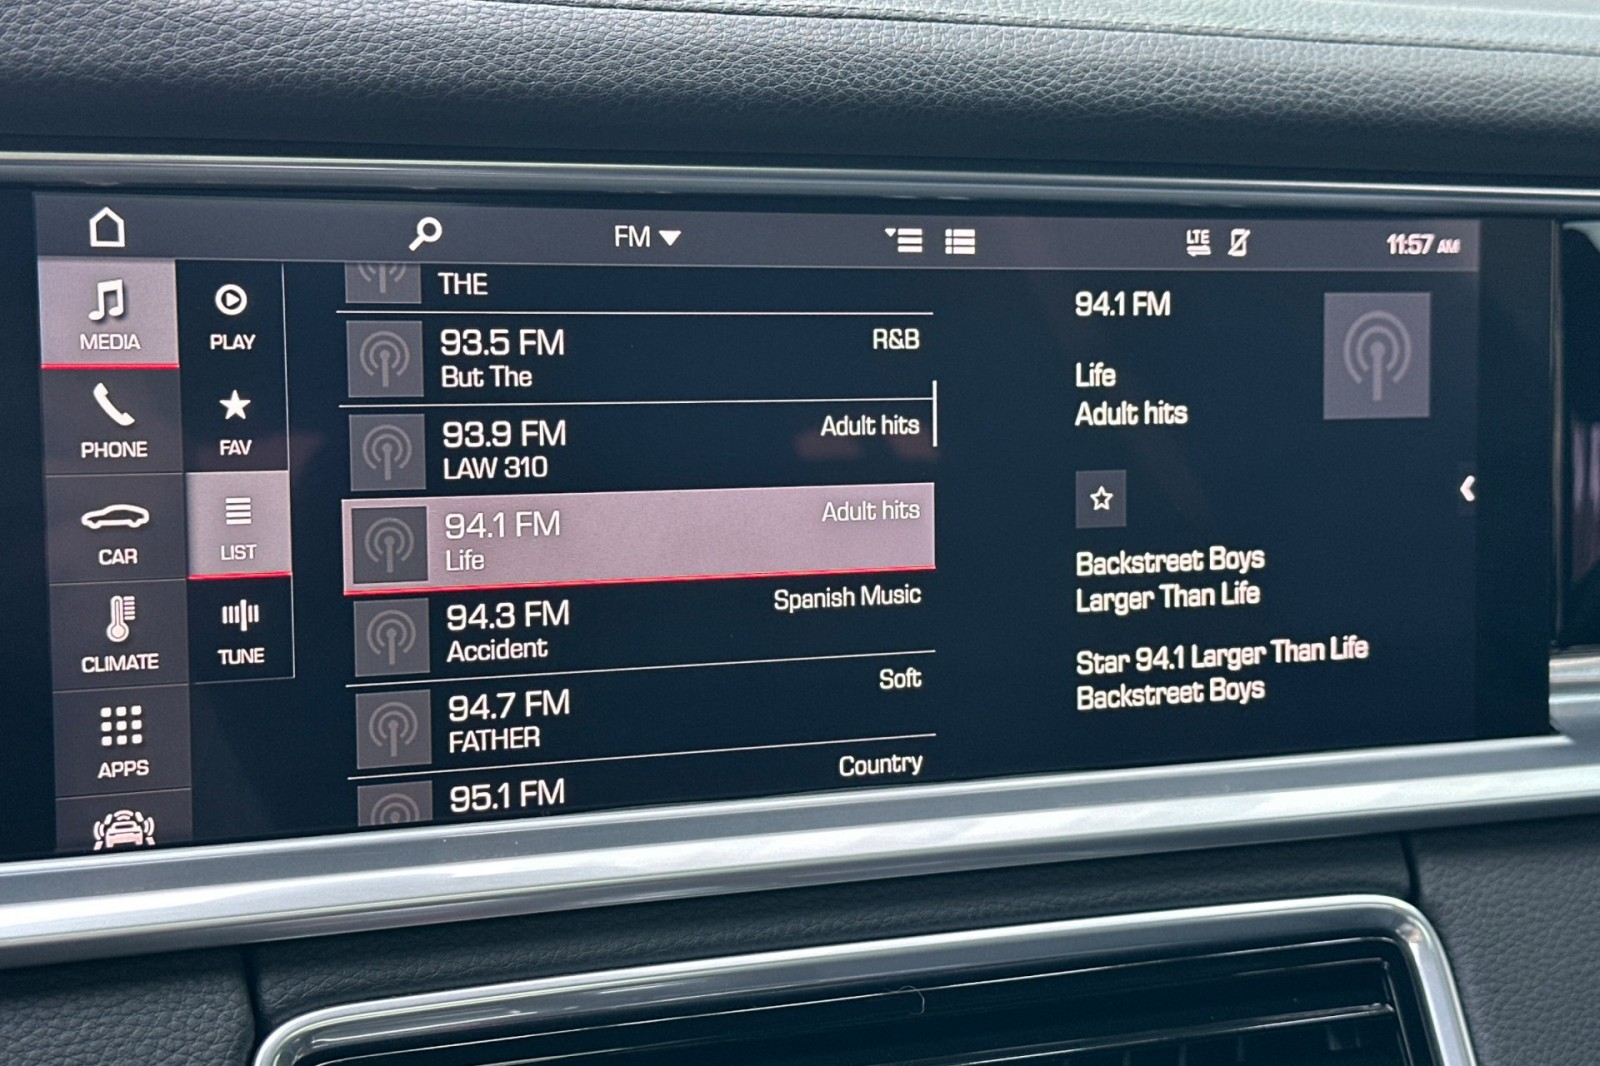 FM
LTE
11:57 AM
MEDIA
PHONE
CAR
CLIMATE
APPS
PLAY
FAV
LIST
TUNE
THE
93.5 FM
R&B
But The
93.9 FM
Adult hits
LAW 310
94.1 FM
Adult hits
Life
94.3 FM
Spanish Music
Accident
94.7 FM
Soft
FATHER
95.1 FM
Country
94.1 FM
Life
Adult hits
Backstreet Boys
Larger Than Life
Star 94.1 Larger Than Life
Backstreet Boys